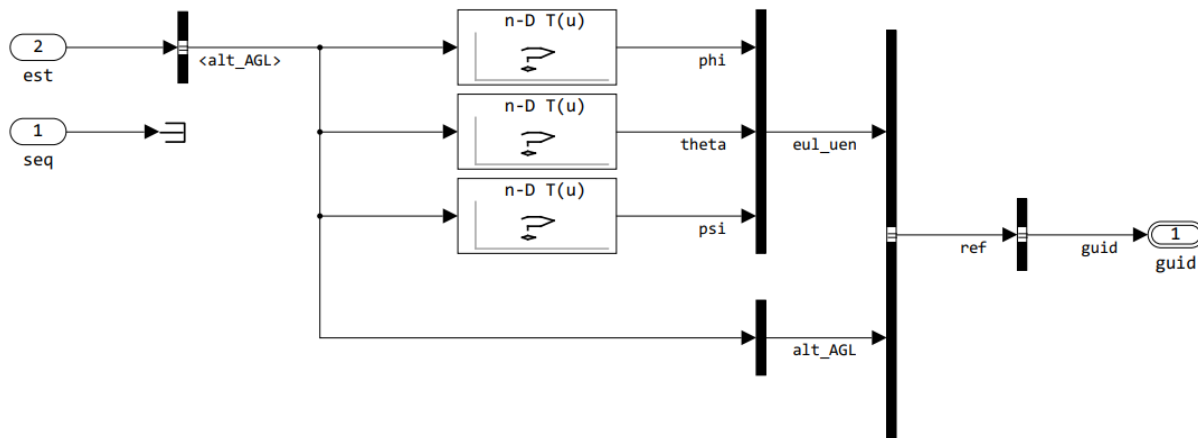 2
est
<alt_AGL>
1
seq
n-D T(u)
phi
n-D T(u)
theta
n-D T(u)
psi
eul_uen
alt_AGL
ref
guid
1
guid